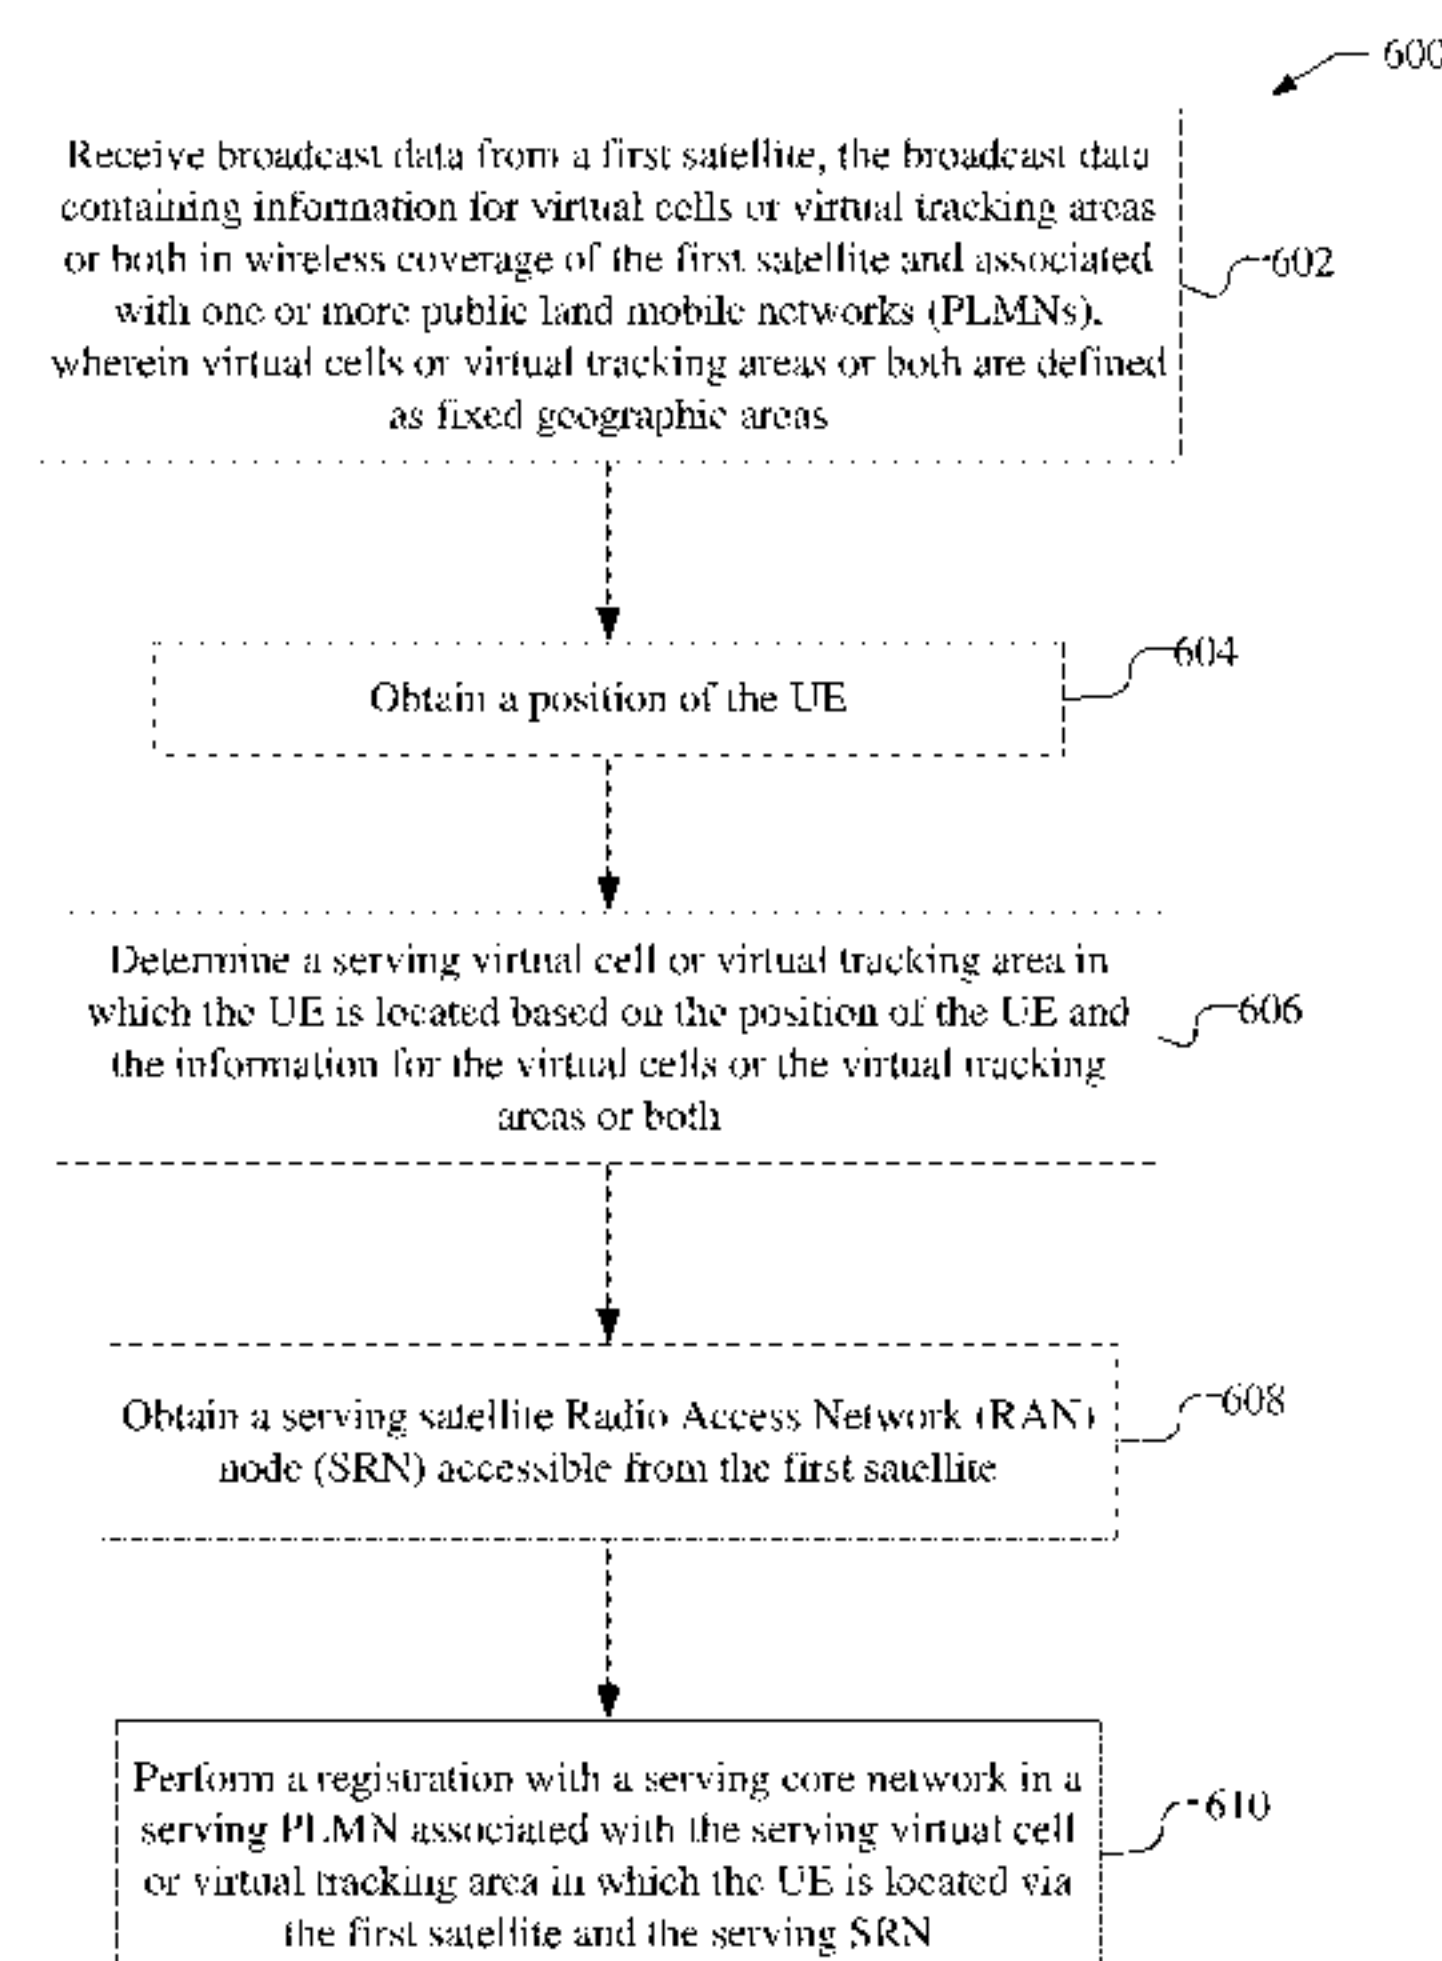 600
Receive broadcast data from a first satellite, the broadcast data
containing information for virtual cells or virtual tracking areas
or both in wireless coverage of the first satellite and associated
with one or more public land mobile networks (PLMNs),
wherein virtual cells or virtual tracking areas or both are defined
as fixed geographic areas
602
Obtain a position of the UE
604
Determine a serving virtual cell or virtual tracking area in
which the UE is located based on the position of the UE and
the information for the virtual cells or the virtual tracking
areas or both
606
Obtain a serving satellite Radio Access Network (RAN)
node (SRN) accessible from the first satellite
608
Perform a registration with a serving core network in a
serving PLMN associated with the serving virtual cell
or virtual tracking area in which the UE is located via
the first satellite and the serving SRN
610